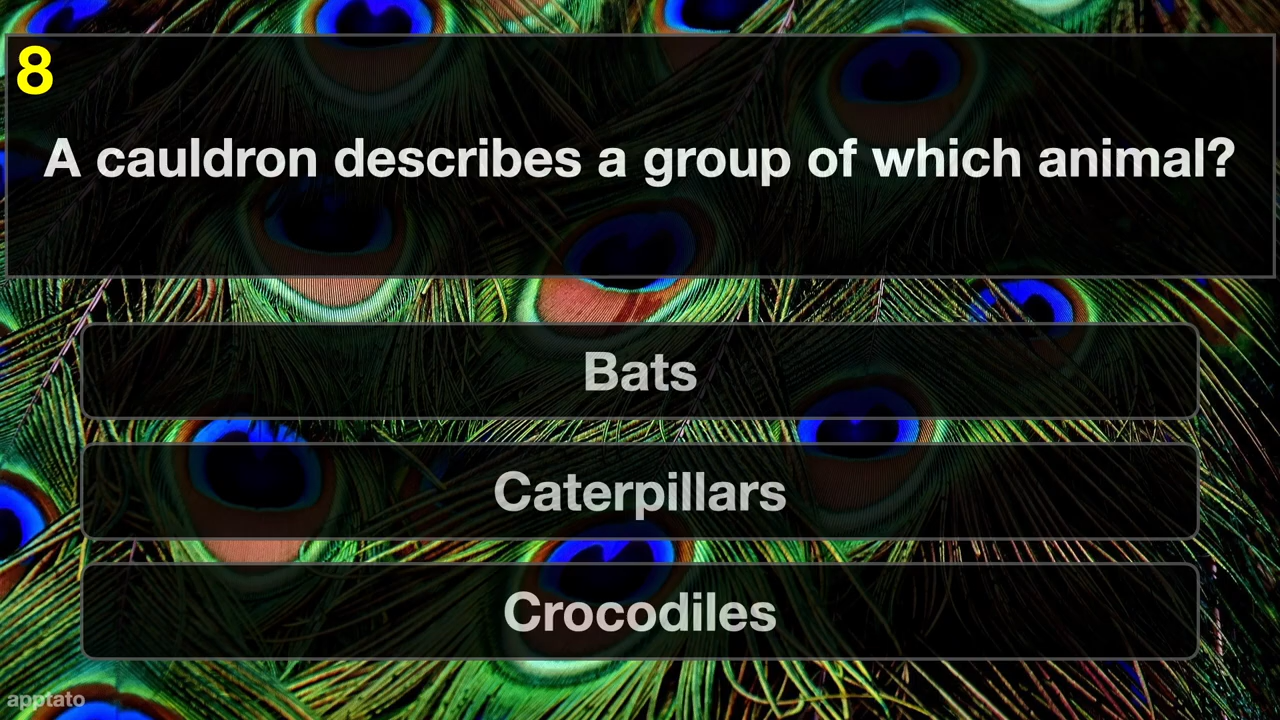 8
A cauldron describes a group of which animal?
Bats
Caterpillars
Crocodiles
apptato